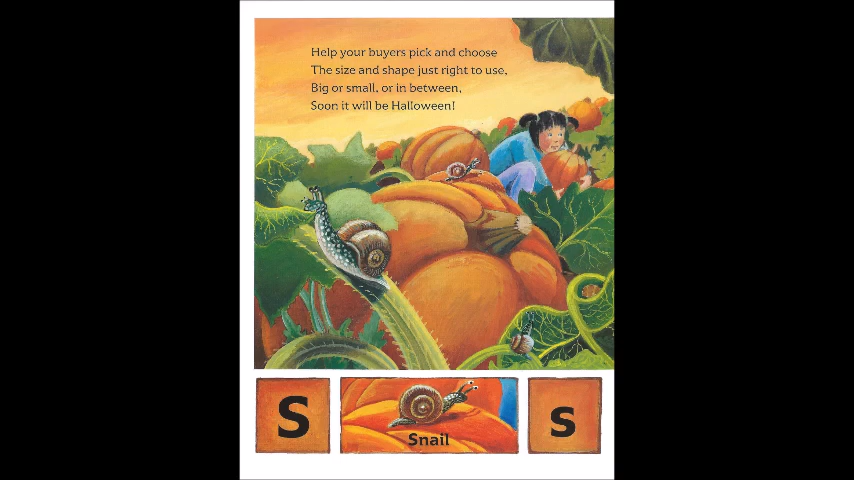 Help your buyers pick and choose
The size and shape just right to use,
Big or small, or in between,
Soon it will be Halloween!
S
Snail
s